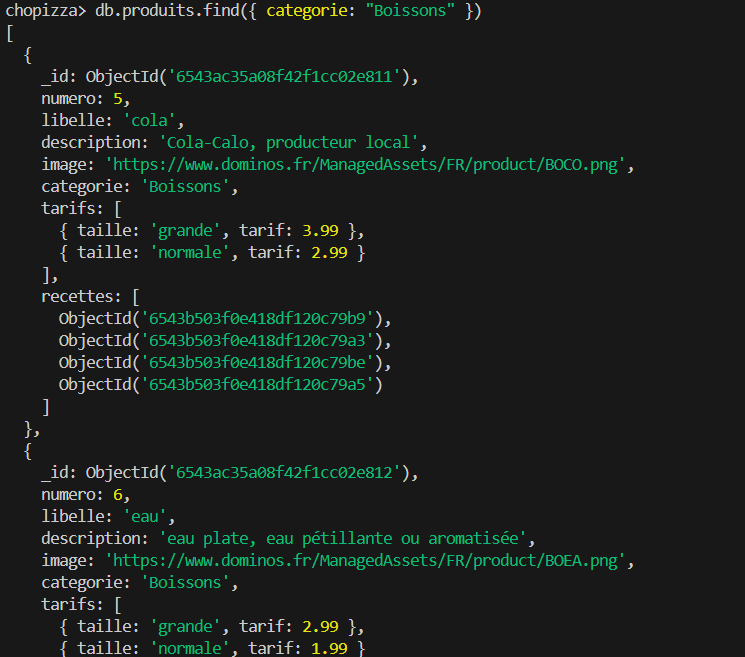 chopizza> db.produits.find({ categorie: "Boissons" })
[
  {
    _id: ObjectId('6543ac35a08f42f1cc02e811'),
    numero: 5,
    libelle: 'cola',
    description: 'Cola-Calo, producteur local',
    image: 'https://www.dominos.fr/ManagedAssets/FR/product/BOCO.png',
    categorie: 'Boissons',
    tarifs: [
      { taille: 'grande', tarif: 3.99 },
      { taille: 'normale', tarif: 2.99 }
    ],
    recettes: [
      ObjectId('6543b503f0e418df120c79b9'),
      ObjectId('6543b503f0e418df120c79a3'),
      ObjectId('6543b503f0e418df120c79be'),
      ObjectId('6543b503f0e418df120c79a5')
    ]
  },
  {
    _id: ObjectId('6543ac35a08f42f1cc02e812'),
    numero: 6,
    libelle: 'eau',
    description: 'eau plate, eau pétillante ou aromatisée',
    image: 'https://www.dominos.fr/ManagedAssets/FR/product/BOEA.png',
    categorie: 'Boissons',
    tarifs: [
      { taille: 'grande', tarif: 2.99 },
      { taille: 'normale', tarif: 1.99 }